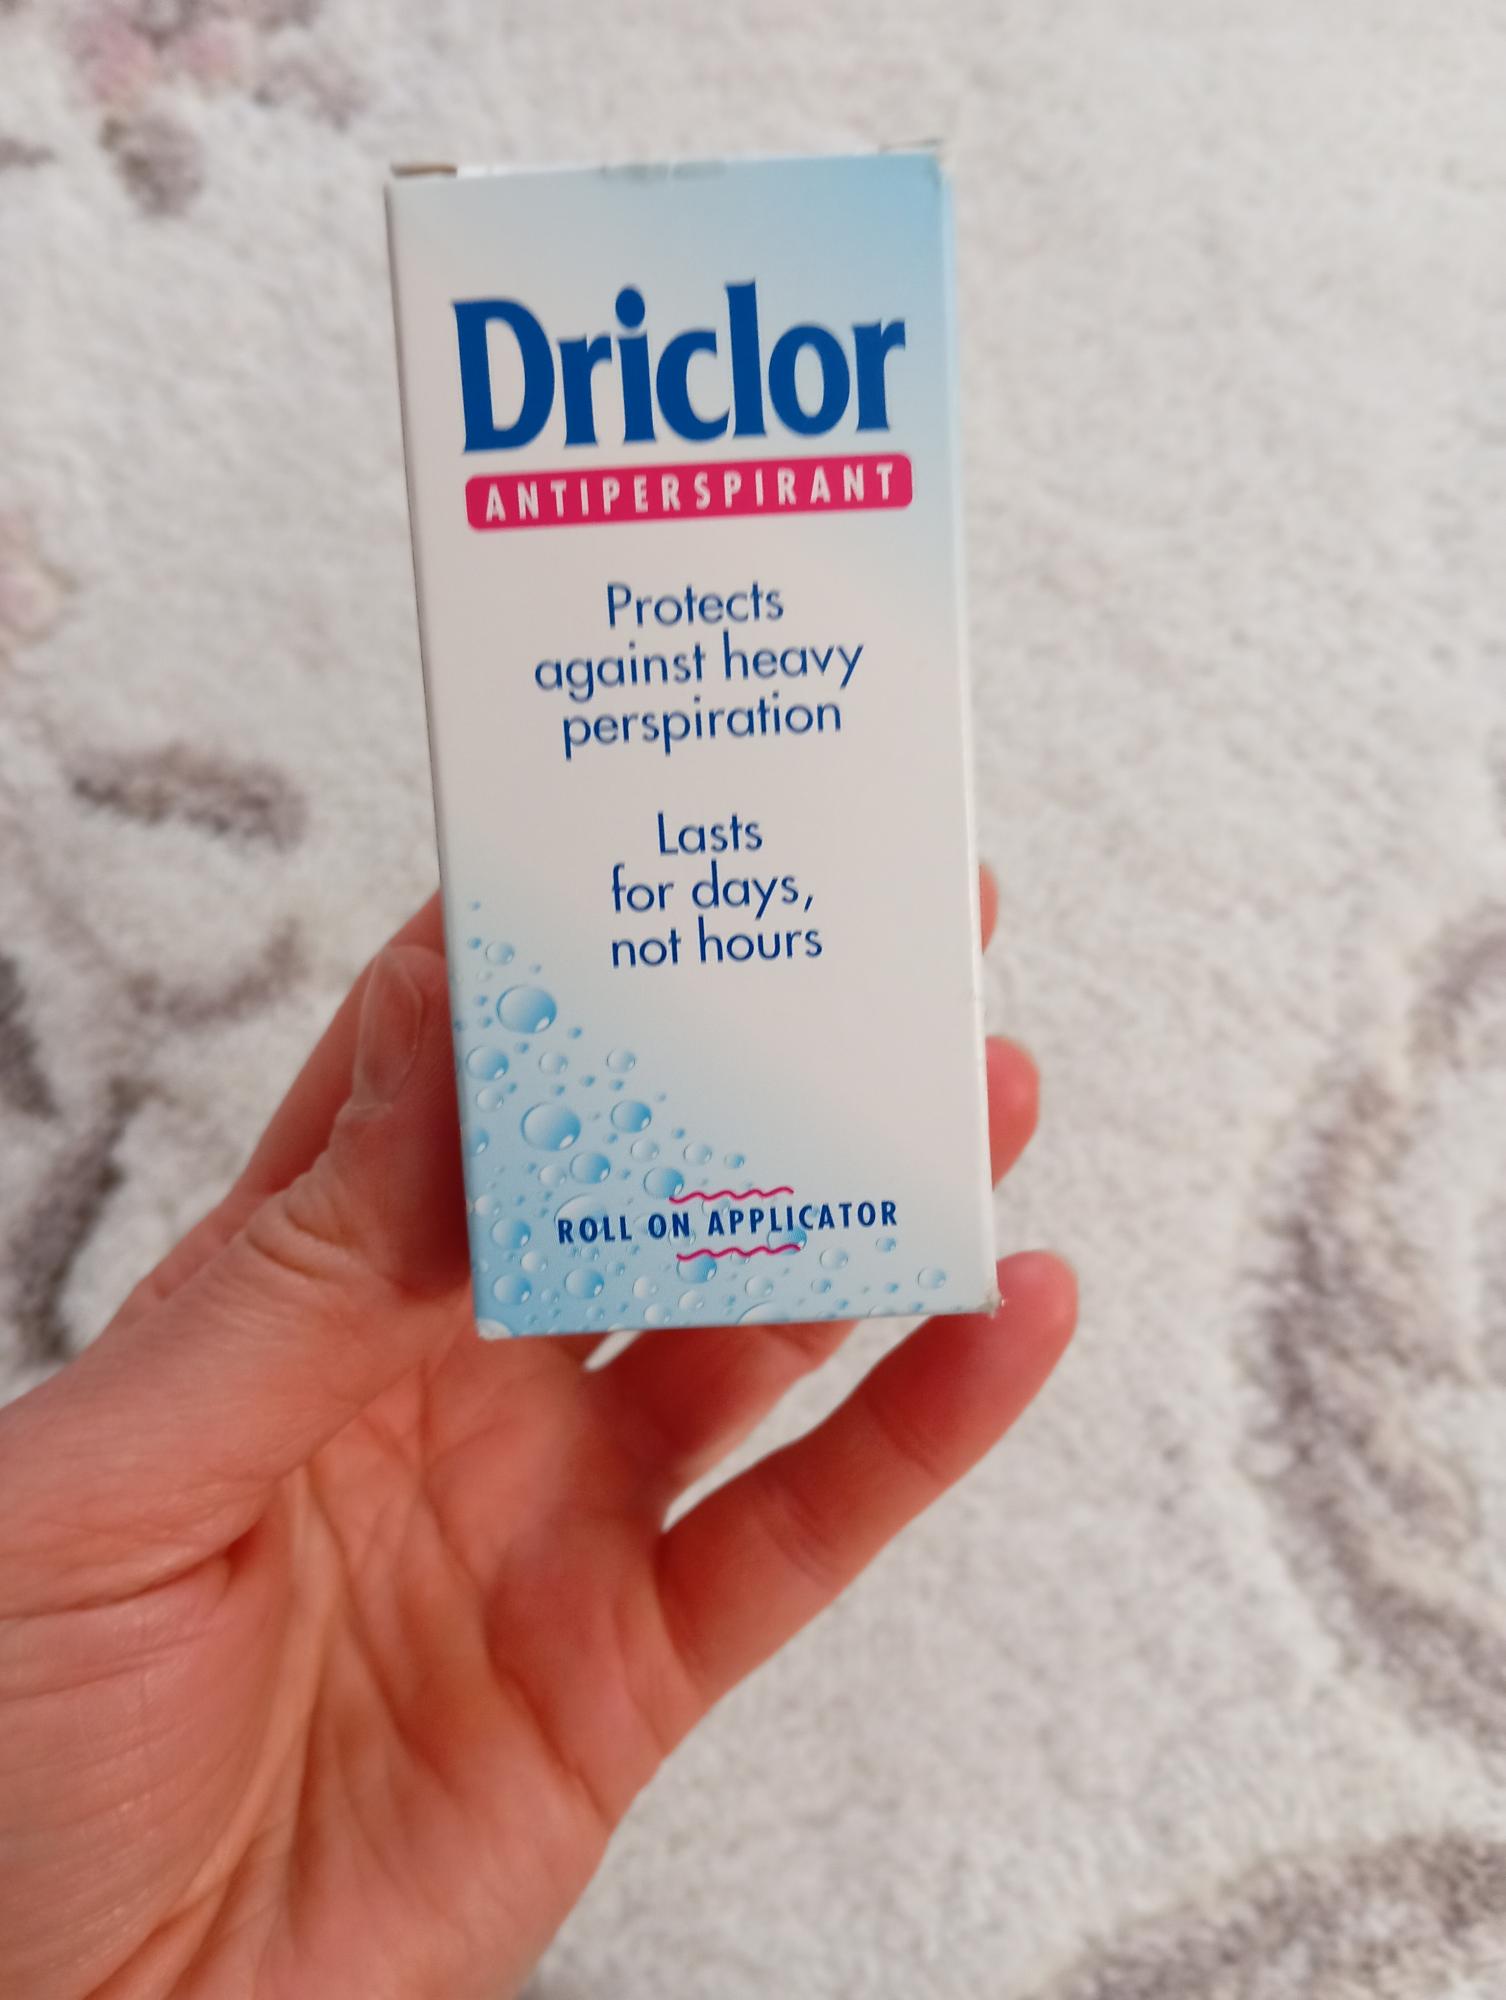 Driclor
ANTIPERSPIRANT
Protects
against heavy
perspiration
Lasts
for days,
not hours
ROLL ON APPLICATOR